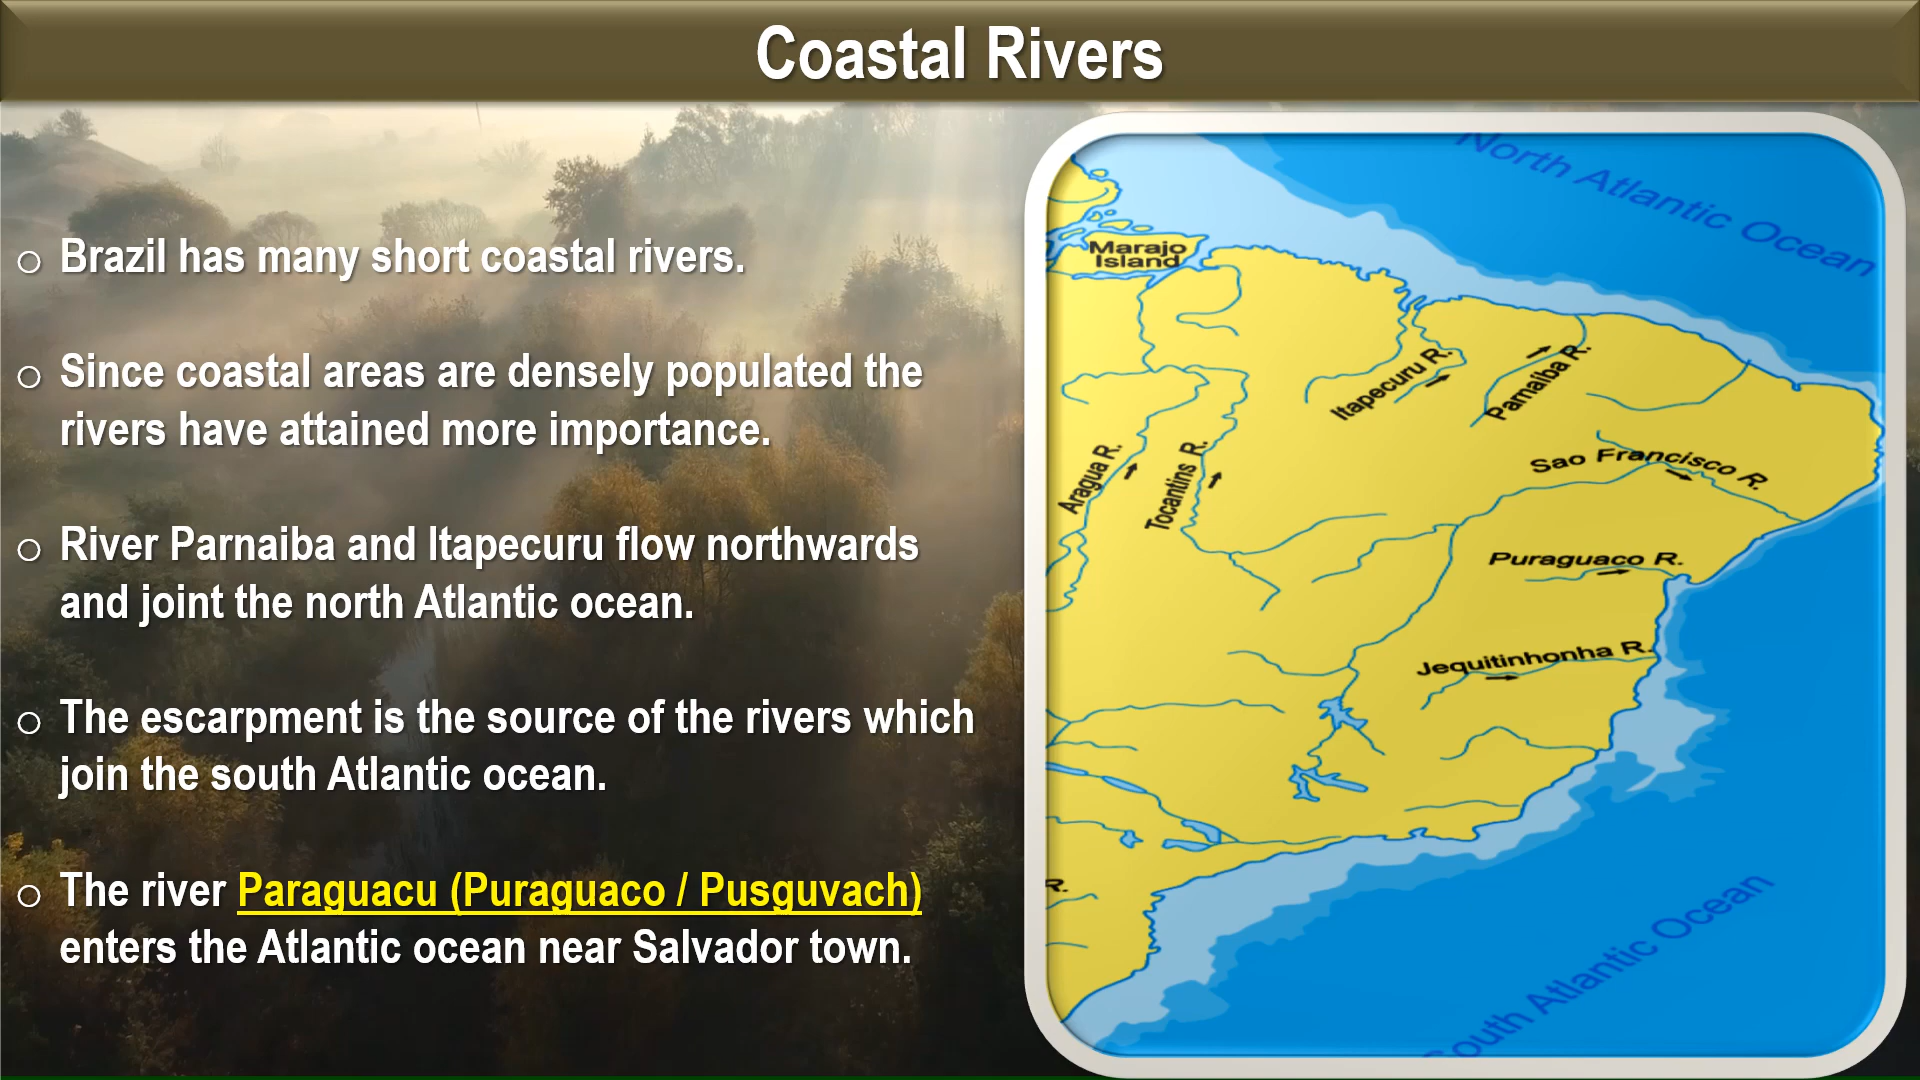 Coastal Rivers
o Brazil has many short coastal rivers.
o Since coastal areas are densely populated the
rivers have attained more importance.
o River Parnaiba and Itapecuru flow northwards
and joint the north Atlantic ocean.
o The escarpment is the source of the rivers which
join the south Atlantic ocean.
o The river Paraguacu (Puraguaco / Pusguvach)
enters the Atlantic ocean near Salvador town.
North Atlantic Ocean
Marajo
Island
Itapecuru R.
Parnaiba R.
Aragua R.
Tocantins R.
Sao Francisco R.
Puraguaco R.
Jequitinhonha R.
R.
South Atlantic Ocean